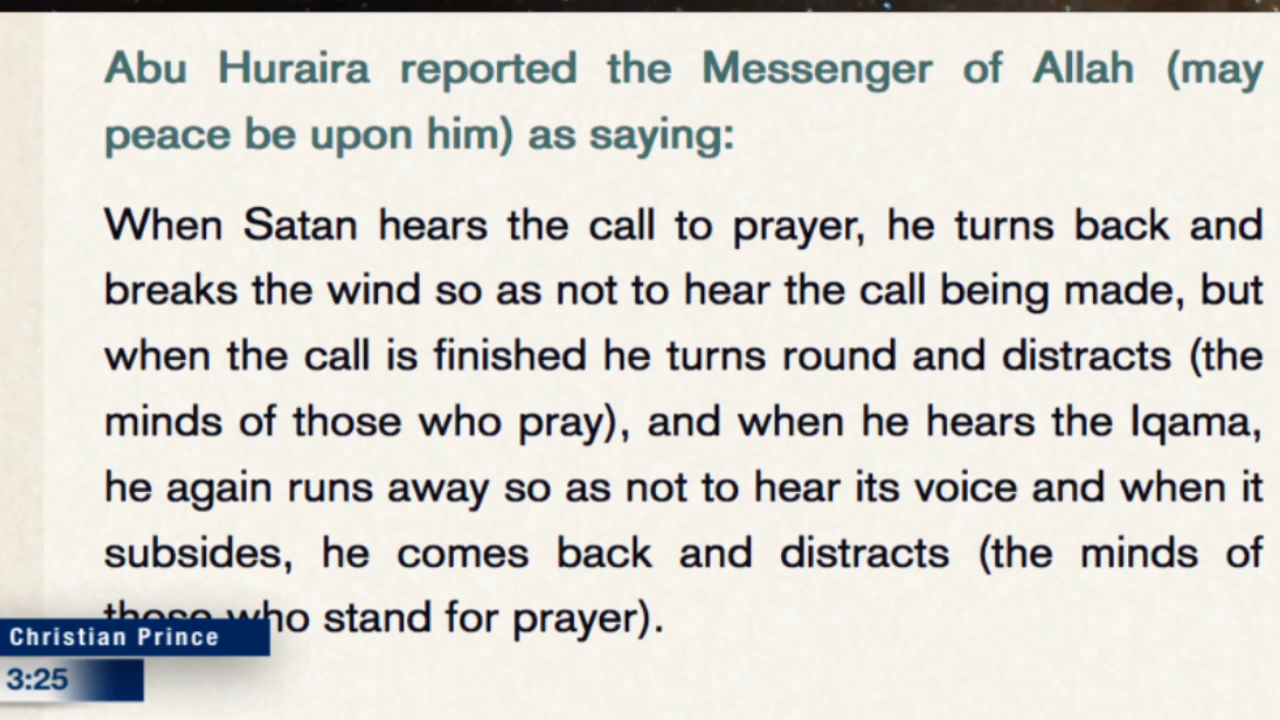 Abu Huraira reported the Messenger of Allah (may
peace be upon him) as saying:
When Satan hears the call to prayer, he turns back and
breaks the wind so as not to hear the call being made, but
when the call is finished he turns round and distracts (the
minds of those who pray), and when he hears the Iqama,
he again runs away so as not to hear its voice and when it
subsides, he comes back and distracts (the minds of
those who stand for prayer).
Christian Prince
3:25